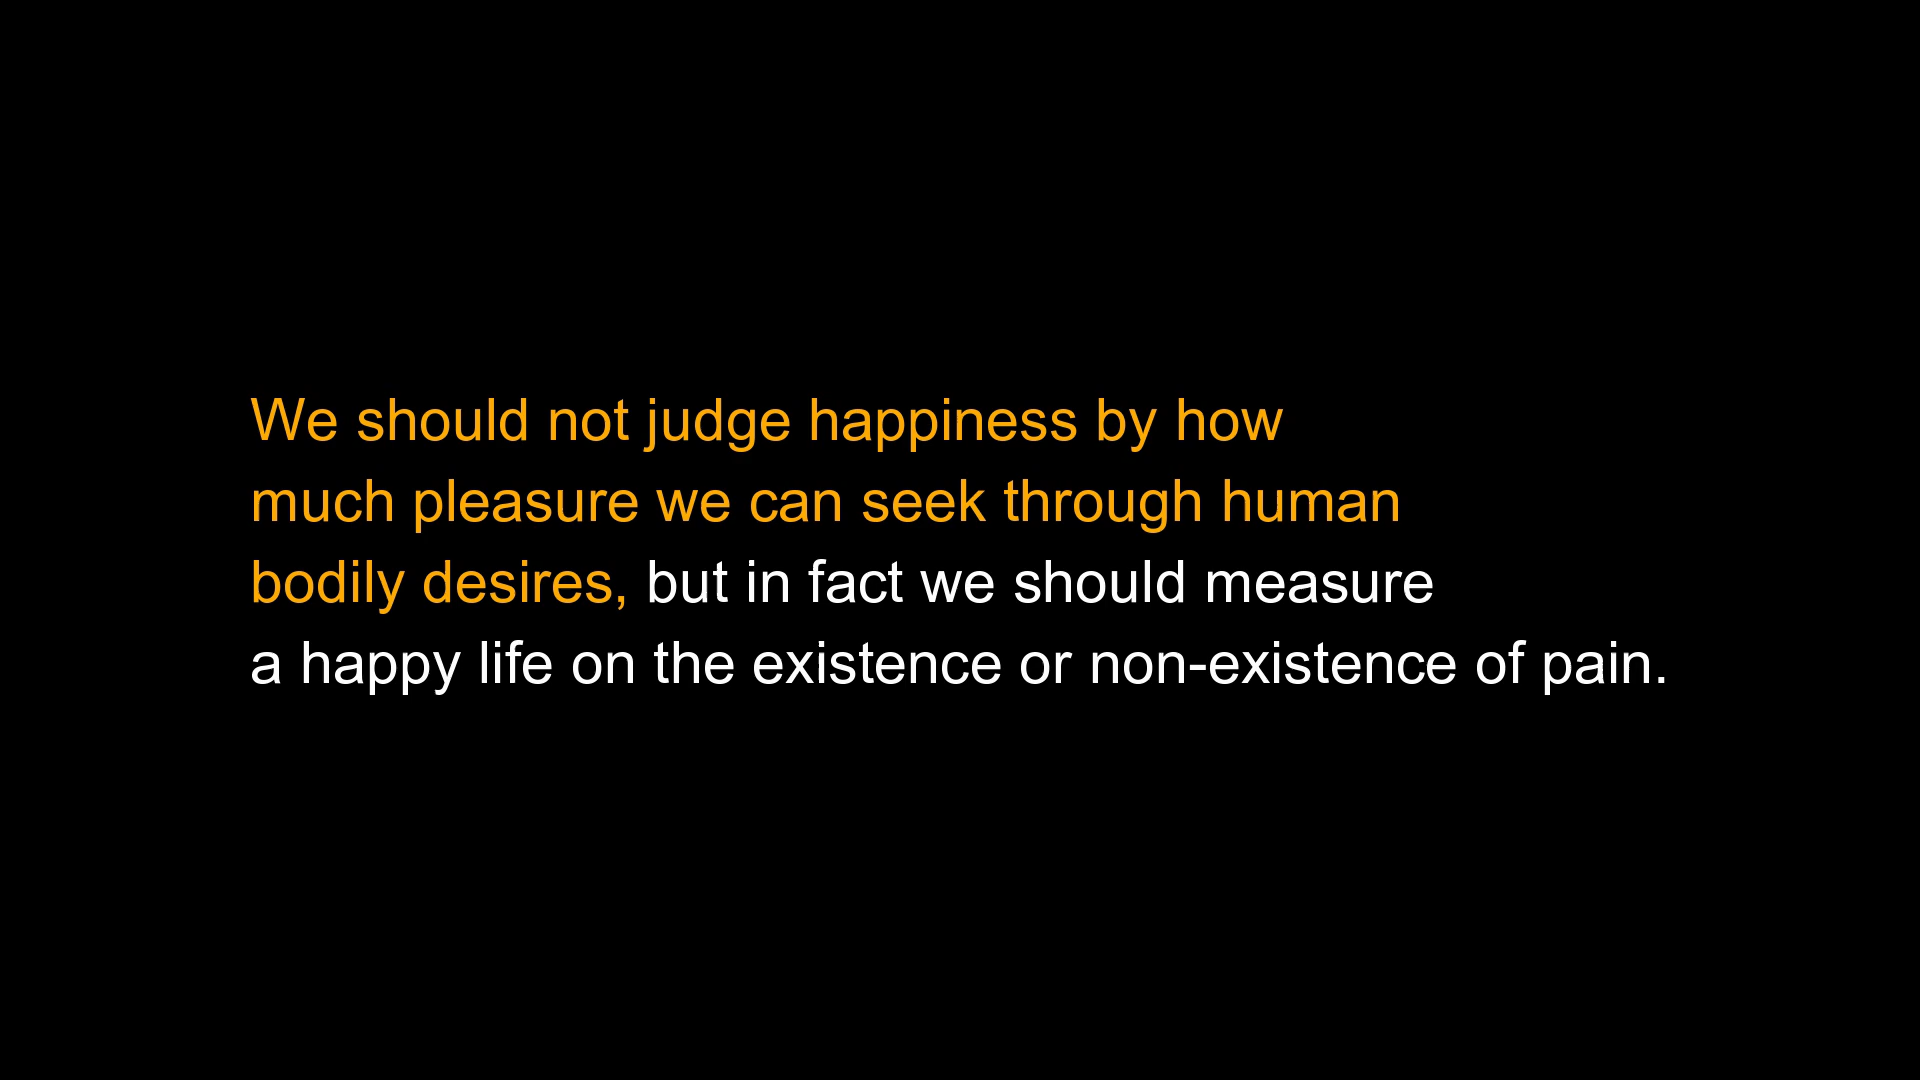 We should not judge happiness by how
much pleasure we can seek through human
bodily desires, but in fact we should measure
a happy life on the existence or non-existence of pain.